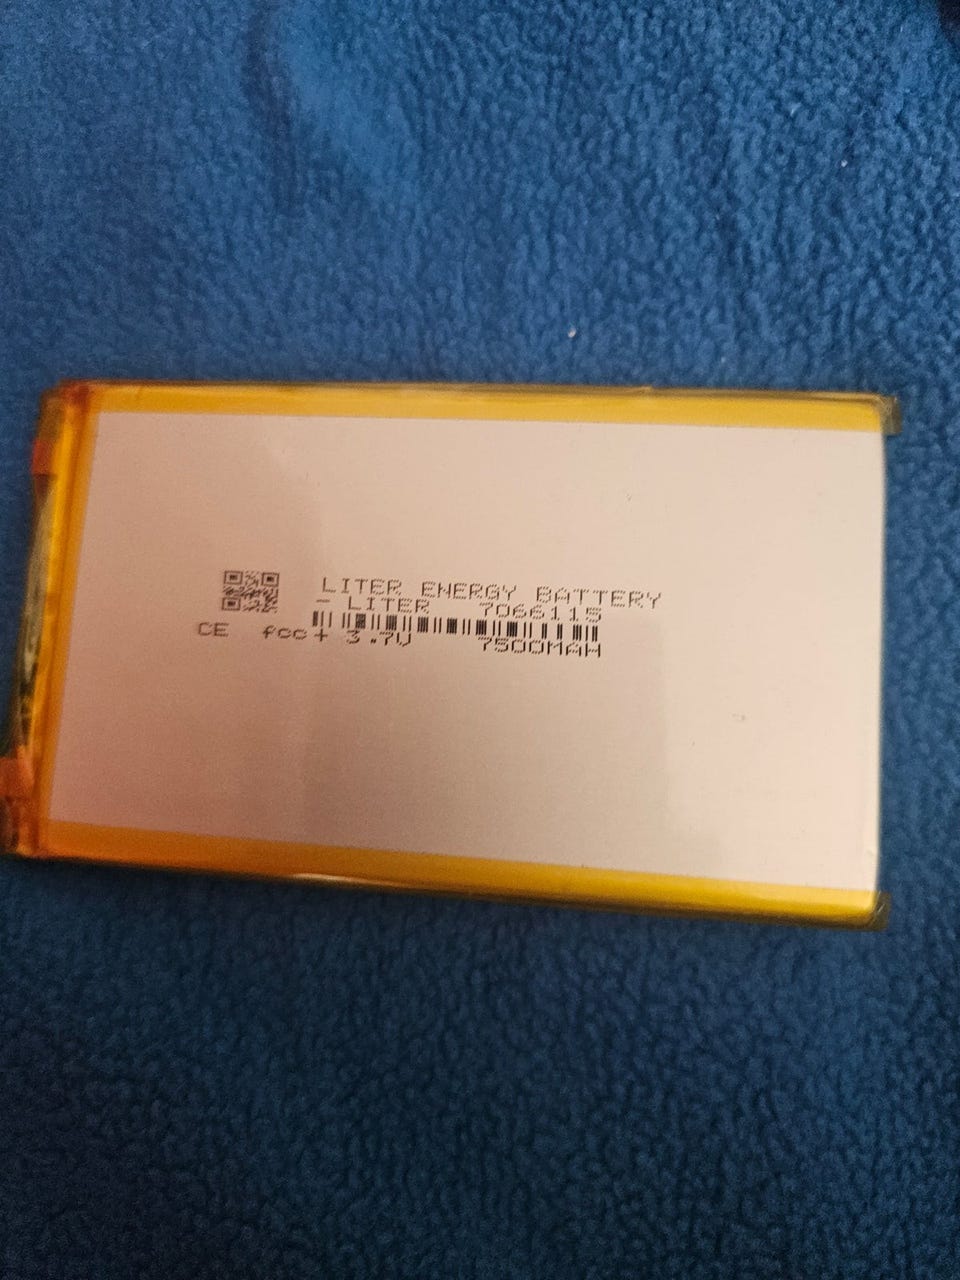 LITER ENERGY BATTERY
- LITER 7066115
CE fcc + 3.7V 7500MAH